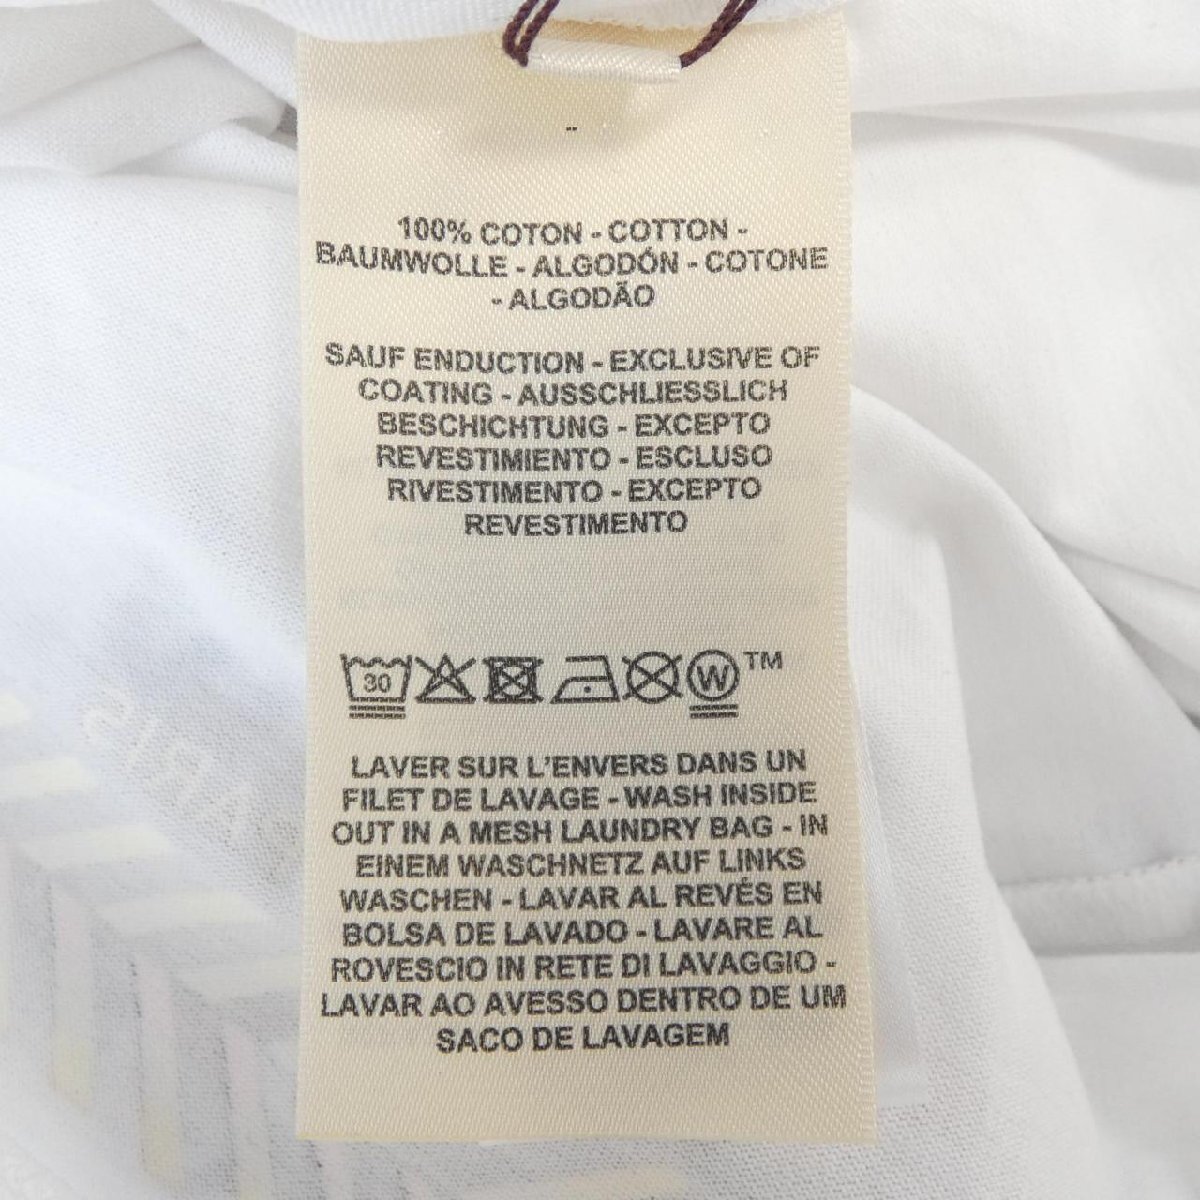 100% COTON - COTTON -
BAUMWOLLE - ALGODÓN - COTONE
- ALGODÃO
SAUF ENDUCTION - EXCLUSIVE OF
COATING - AUSSCHLIESSLICH
BESCHICHTUNG - EXCEPTO
REVESTIMIENTO - ESCLUSO
RIVESTIMENTO - EXCEPTO
REVESTIMENTO
30 W TM
LAVER SUR L'ENVERS DANS UN
FILET DE LAVAGE - WASH INSIDE
OUT IN A MESH LAUNDRY BAG - IN
EINEM WASCHNETZ AUF LINKS
WASCHEN - LAVAR AL REVÉS EN
BOLSA DE LAVADO - LAVARE AL
ROVESCIO IN RETE DI LAVAGGIO -
LAVAR AO AVESSO DENTRO DE UM
SACO DE LAVAGEM